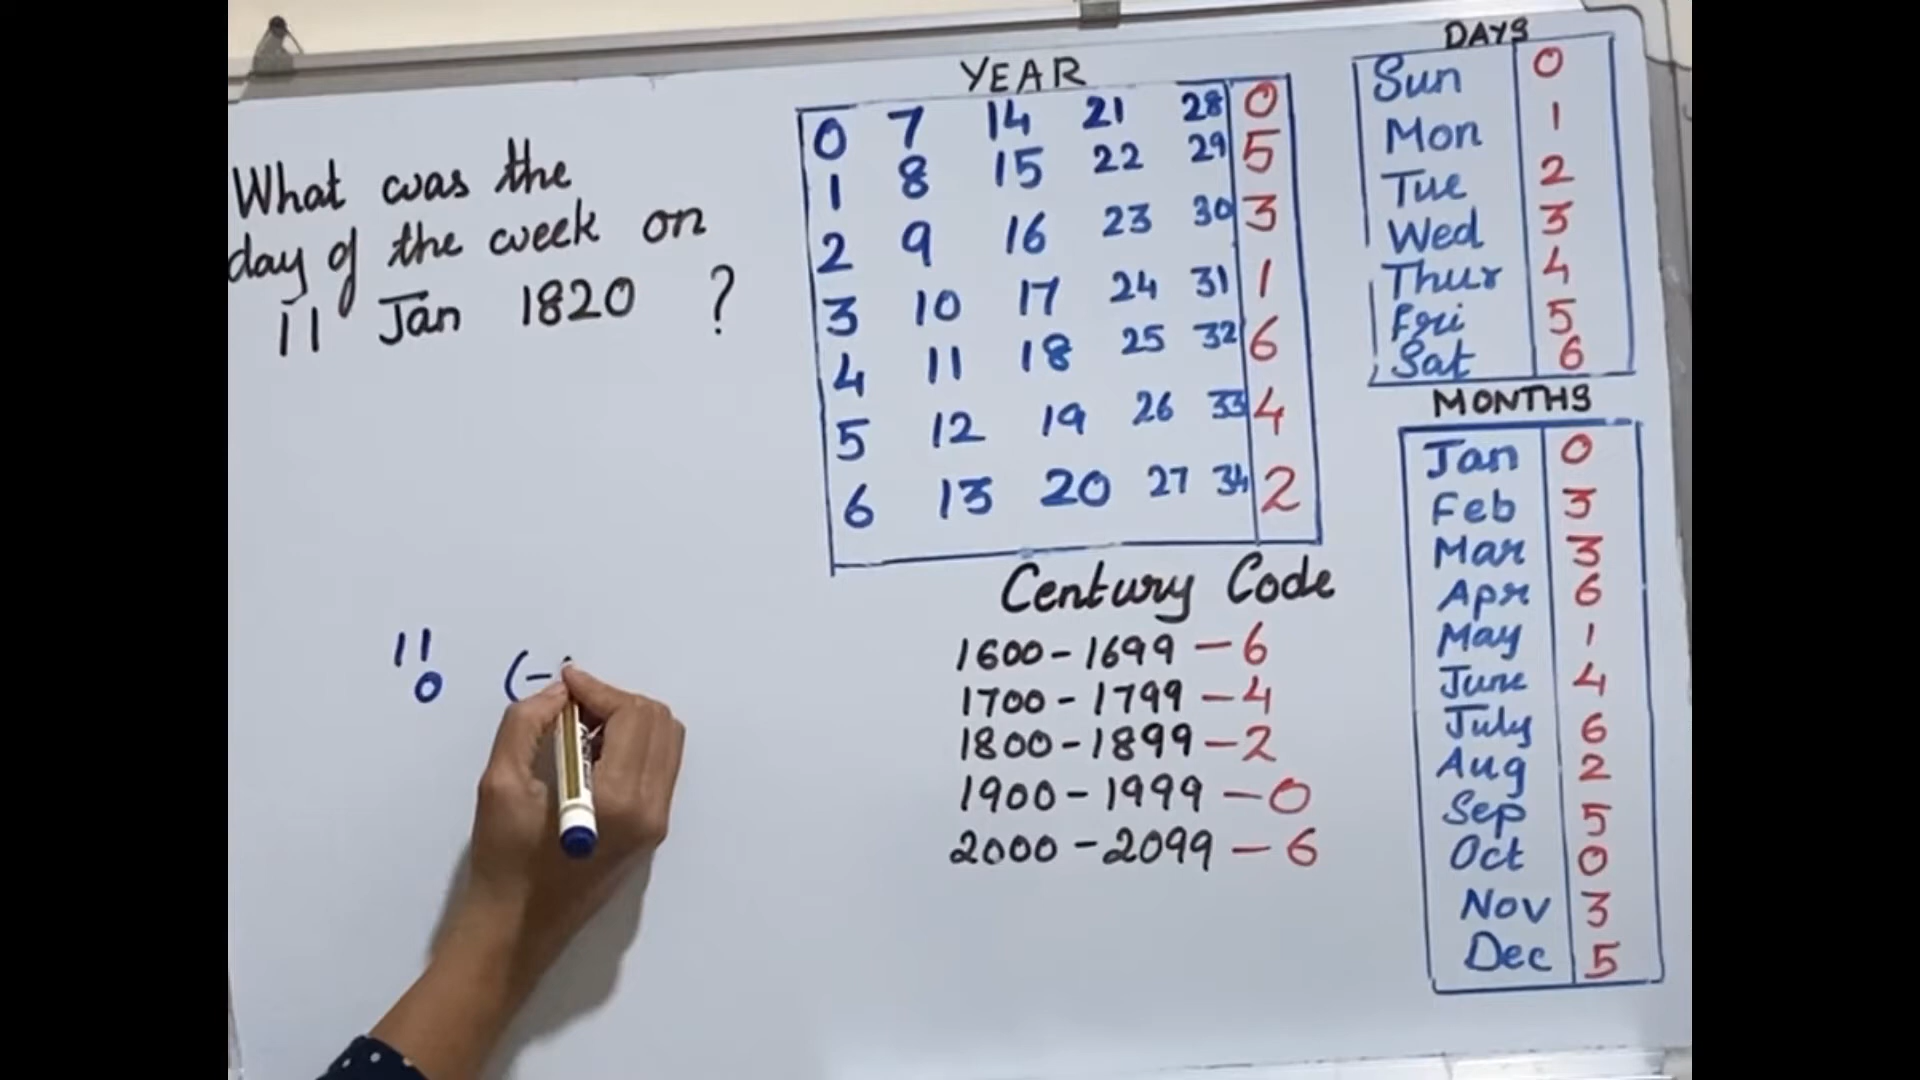 What was the
day of the week on
11 Jan 1820 ?
11
0 (-
YEAR
0 7 14 21 28 0
1 8 15 22 29 5
2 9 16 23 30 3
3 10 17 24 31 1
4 11 18 25 32 6
5 12 19 26 33 4
6 13 20 27 34 2
Century Code
1600-1699 - 6
1700-1799 - 4
1800-1899 - 2
1900-1999 - 0
2000-2099 - 6
DAYS
Sun 0
Mon 1
Tue 2
Wed 3
Thur 4
Fri 5
Sat 6
MONTHS
Jan 0
Feb 3
Mar 3
Apr 6
May 1
June 4
July 6
Aug 2
Sep 5
Oct 0
Nov 3
Dec 5